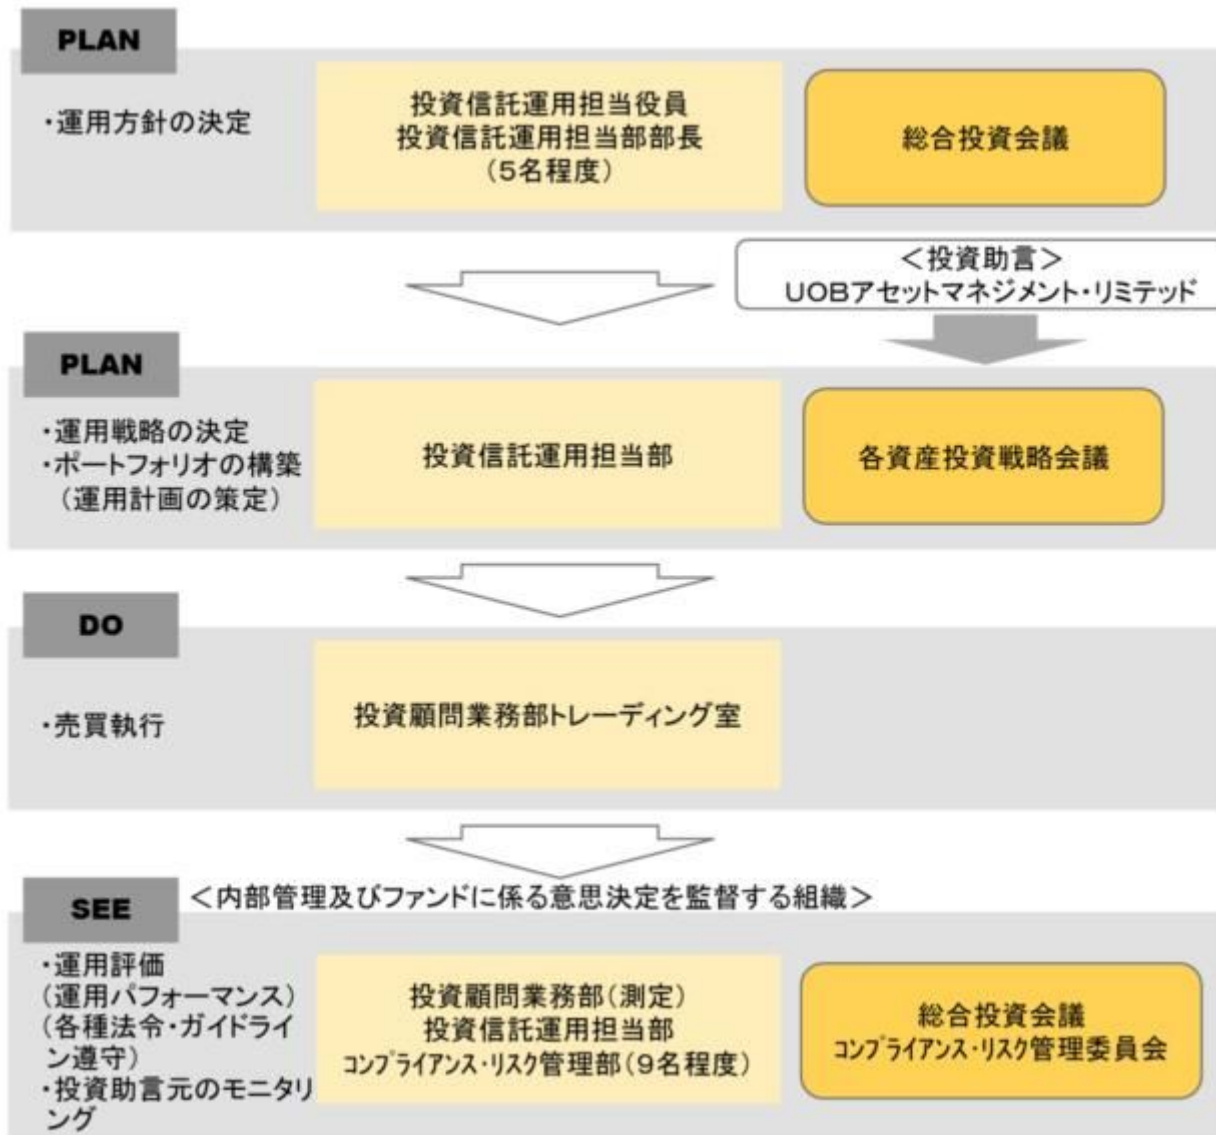 PLAN
・運用方針の決定
投資信託運用担当役員
投資信託運用担当部部長
(5名程度)
総合投資会議
＜投資助言＞
UOBアセットマネジメント・リミテッド
PLAN
・運用戦略の決定
・ポートフォリオの構築
(運用計画の策定)
投資信託運用担当部
各資産投資戦略会議
DO
・売買執行
投資顧問業務部トレーディング室
＜内部管理及びファンドに係る意思決定を監督する組織＞
SEE
・運用評価
(運用パフォーマンス)
(各種法令・ガイドライ
ン遵守)
・投資助言元のモニタリ
ング
投資顧問業務部(測定)
投資信託運用担当部
コンプライアンス・リスク管理部(9名程度)
総合投資会議
コンプライアンス・リスク管理委員会